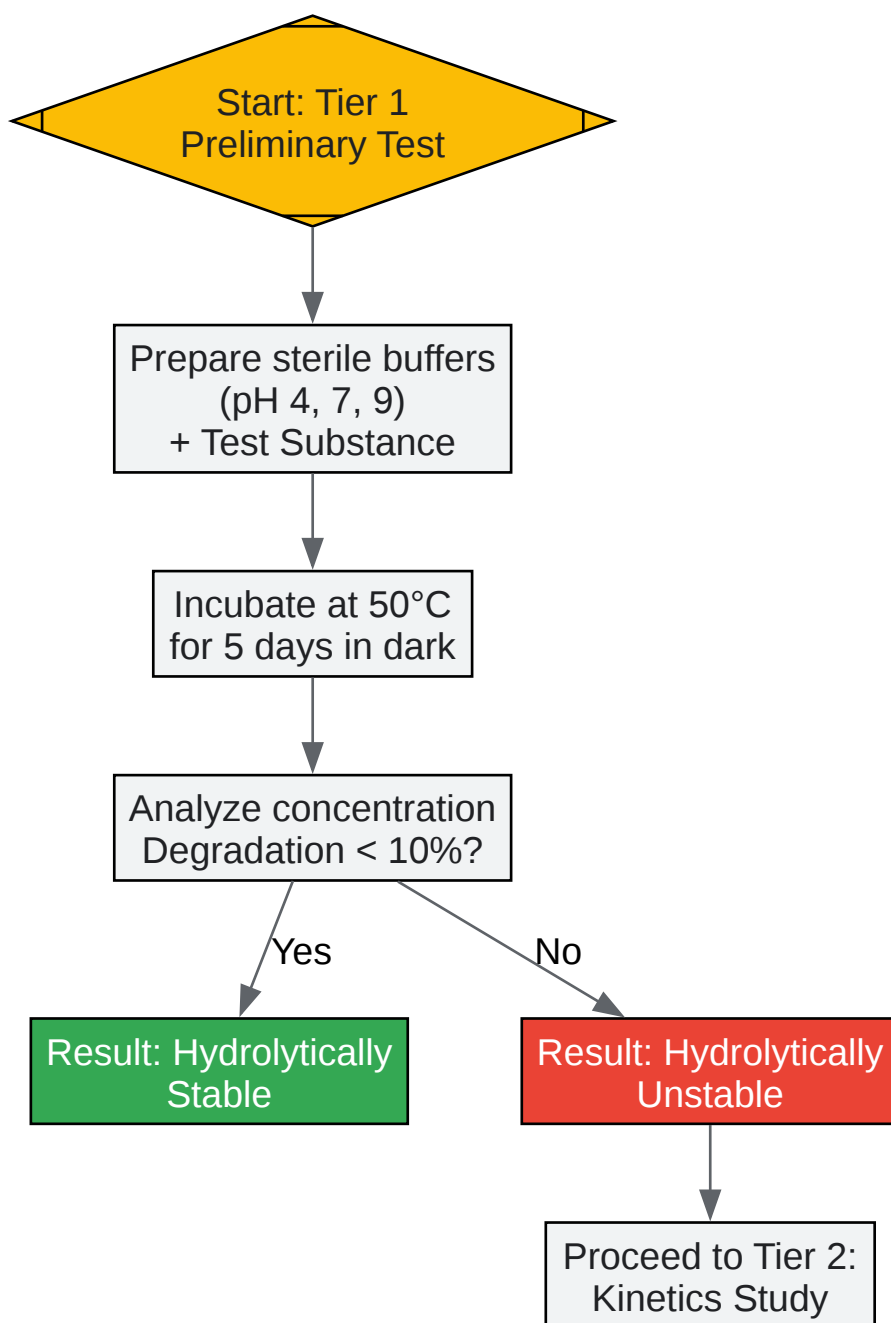 Start: Tier 1
Preliminary Test
Prepare sterile buffers
(pH 4, 7, 9)
+ Test Substance
Incubate at 50°C
for 5 days in dark
Analyze concentration
Degradation < 10%?
Yes
No
Result: Hydrolytically
Stable
Result: Hydrolytically
Unstable
Proceed to Tier 2:
Kinetics Study